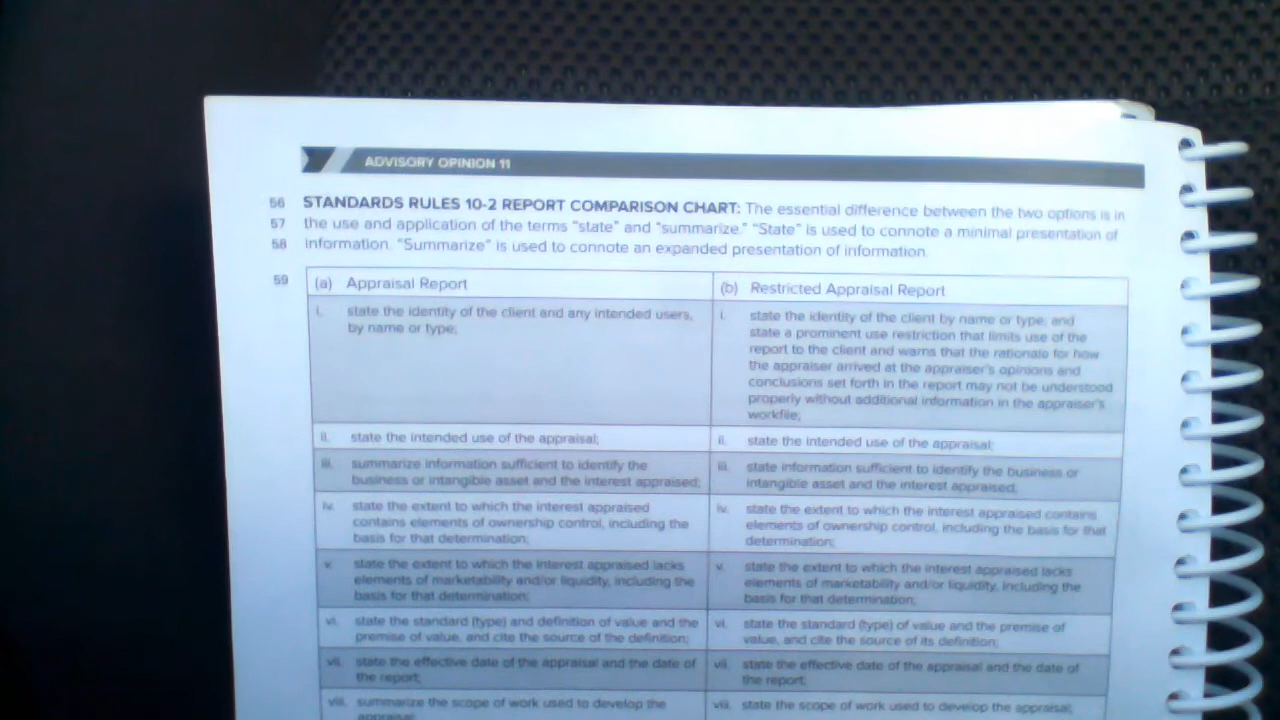 ADVISORY OPINION 11
56 STANDARDS RULES 10-2 REPORT COMPARISON CHART: The essential difference between the two options is in
57 the use and application of the terms "state" and "summarize." "State" is used to connote a minimal presentation of
58 information. "Summarize" is used to connote an expanded presentation of information.
59
(a) Appraisal Report
(b) Restricted Appraisal Report
i. state the identity of the client and any intended users,
by name or type;
i. state the identity of the client by name or type; and
state a prominent use restriction that limits use of the
report to the client and warns that the rationale for how
the appraiser arrived at the appraiser's opinions and
conclusions set forth in the report may not be understood
properly without additional information in the appraiser's
workfile;
ii. state the intended use of the appraisal;
ii. state the intended use of the appraisal;
iii. summarize information sufficient to identify the
business or intangible asset and the interest appraised;
iii. state information sufficient to identify the business or
intangible asset and the interest appraised;
iv. state the extent to which the interest appraised
contains elements of ownership control, including the
basis for that determination;
iv. state the extent to which the interest appraised contains
elements of ownership control, including the basis for that
determination;
v. state the extent to which the interest appraised lacks
elements of marketability and/or liquidity, including the
basis for that determination;
v. state the extent to which the interest appraised lacks
elements of marketability and/or liquidity, including the
basis for that determination;
vi. state the standard (type) and definition of value and the
premise of value, and cite the source of the definition;
vi. state the standard (type) of value and the premise of
value, and cite the source of its definition;
vii. state the effective date of the appraisal and the date of
the report;
vii. state the effective date of the appraisal and the date of
the report;
viii. summarize the scope of work used to develop the
appraisal;
viii. state the scope of work used to develop the appraisal;